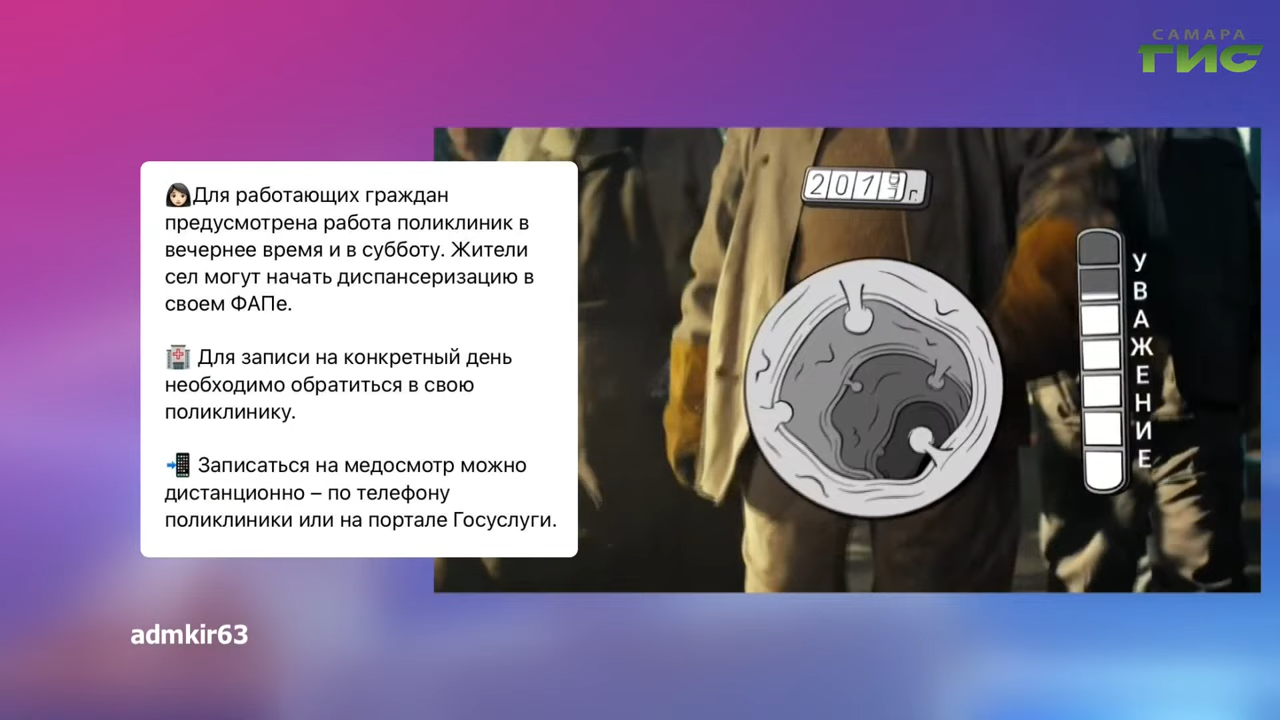 САМАРА
ГИС
👩🏻Для работающих граждан
предусмотрена работа поликлиник в
вечернее время и в субботу. Жители
сел могут начать диспансеризацию в
своем ФАПе.
🏥 Для записи на конкретный день
необходимо обратиться в свою
поликлинику.
📲 Записаться на медосмотр можно
дистанционно – по телефону
поликлиники или на портале Госуслуги.
201 г.
УВАЖЕНИЕ
admkir63